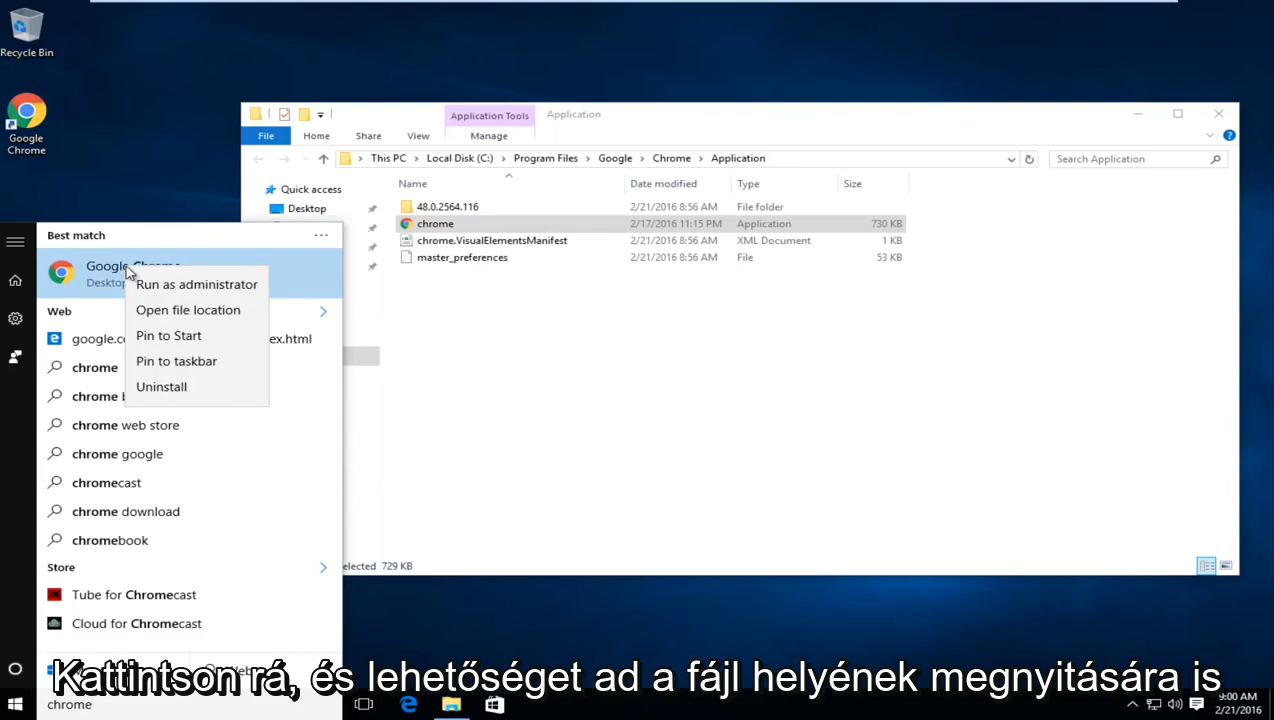 Recycle Bin
Google
Chrome
Application Tools
Application
File
Home
Share
View
Manage
This PC
Local Disk (C:)
Program Files
Google
Chrome
Application
Search Application
Quick access
Desktop
Name
Date modified
Type
Size
48.0.2564.116
2/21/2016 8:56 AM
File folder
chrome
2/17/2016 11:15 PM
Application
730 KB
chrome.VisualElementsManifest
2/21/2016 8:56 AM
XML Document
1 KB
master_preferences
2/21/2016 8:56 AM
File
53 KB
729 KB
Best match
Google Chrome
Run as administrator
Open file location
Pin to Start
Pin to taskbar
Uninstall
Web
chrome
chrome web store
chrome google
chromecast
chrome download
chromebook
Store
Tube for Chromecast
Cloud for Chromecast
Kattintson rá, és lehetőséget ad a fájl helyének megnyitására is
chrome
9:00 AM
2/21/2016